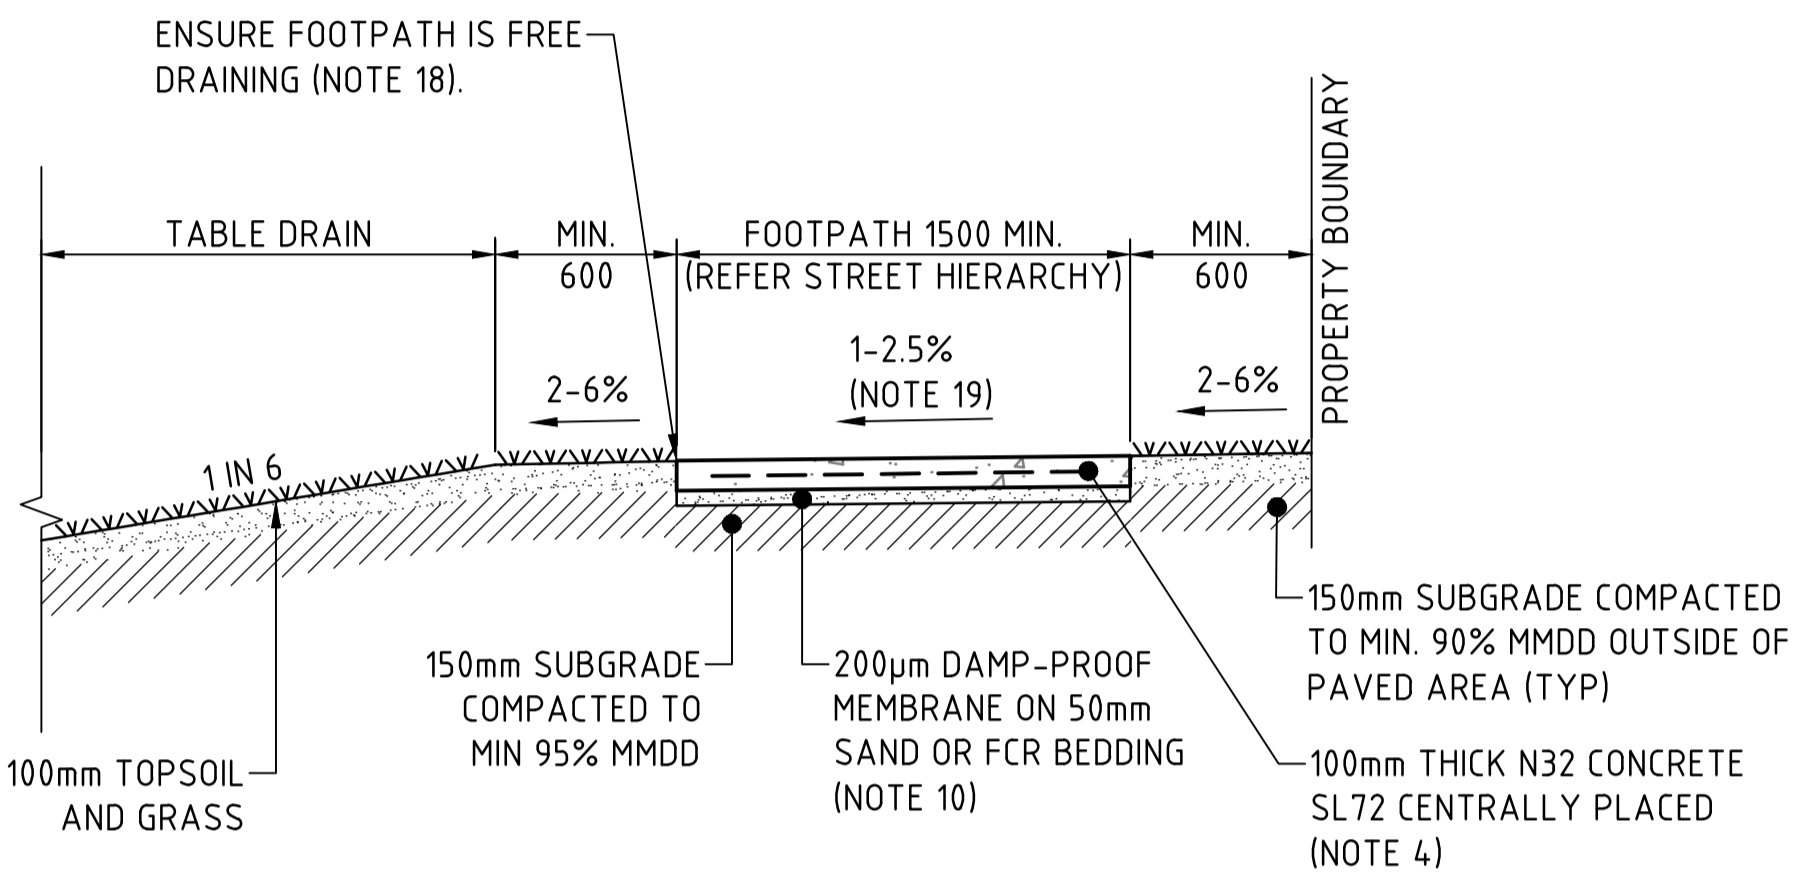 ENSURE FOOTPATH IS FREE
DRAINING (NOTE 18).
PROPERTY BOUNDARY
TABLE DRAIN
MIN.
600
FOOTPATH 1500 MIN.
(REFER STREET HIERARCHY)
MIN.
600
2-6%
1-2.5%
(NOTE 19)
2-6%
1 IN 6
100mm TOPSOIL
AND GRASS
150mm SUBGRADE
COMPACTED TO
MIN 95% MMDD
200μm DAMP-PROOF
MEMBRANE ON 50mm
SAND OR FCR BEDDING
(NOTE 10)
150mm SUBGRADE COMPACTED
TO MIN. 90% MMDD OUTSIDE OF
PAVED AREA (TYP)
100mm THICK N32 CONCRETE
SL72 CENTRALLY PLACED
(NOTE 4)